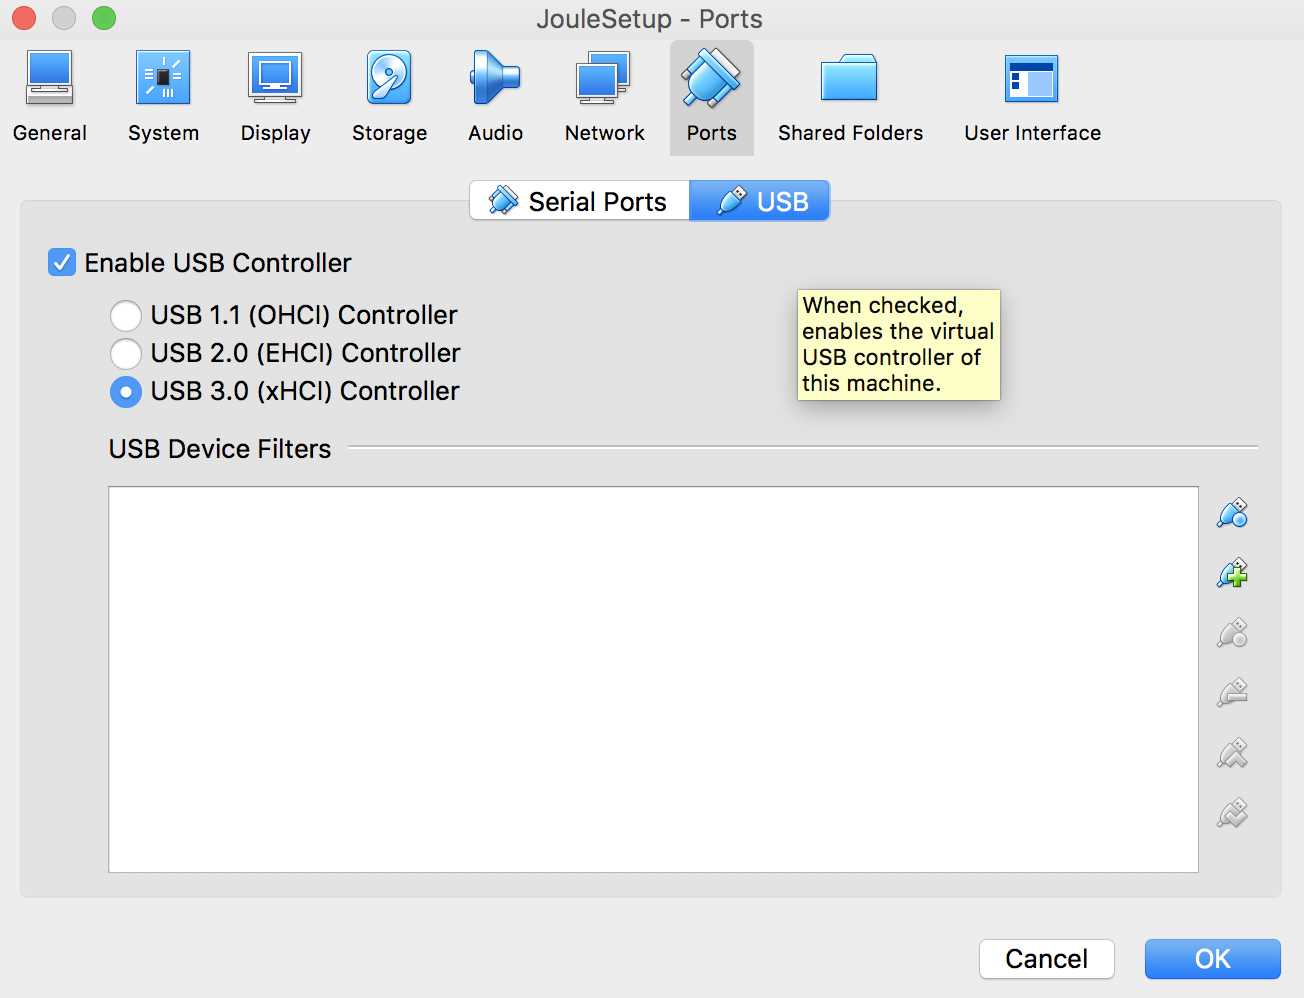 JouleSetup - Ports
General System Display Storage Audio Network Ports Shared Folders User Interface
Serial Ports USB
Enable USB Controller
USB 1.1 (OHCI) Controller
USB 2.0 (EHCI) Controller
USB 3.0 (xHCI) Controller
When checked,
enables the virtual
USB controller of
this machine.
USB Device Filters
Cancel OK